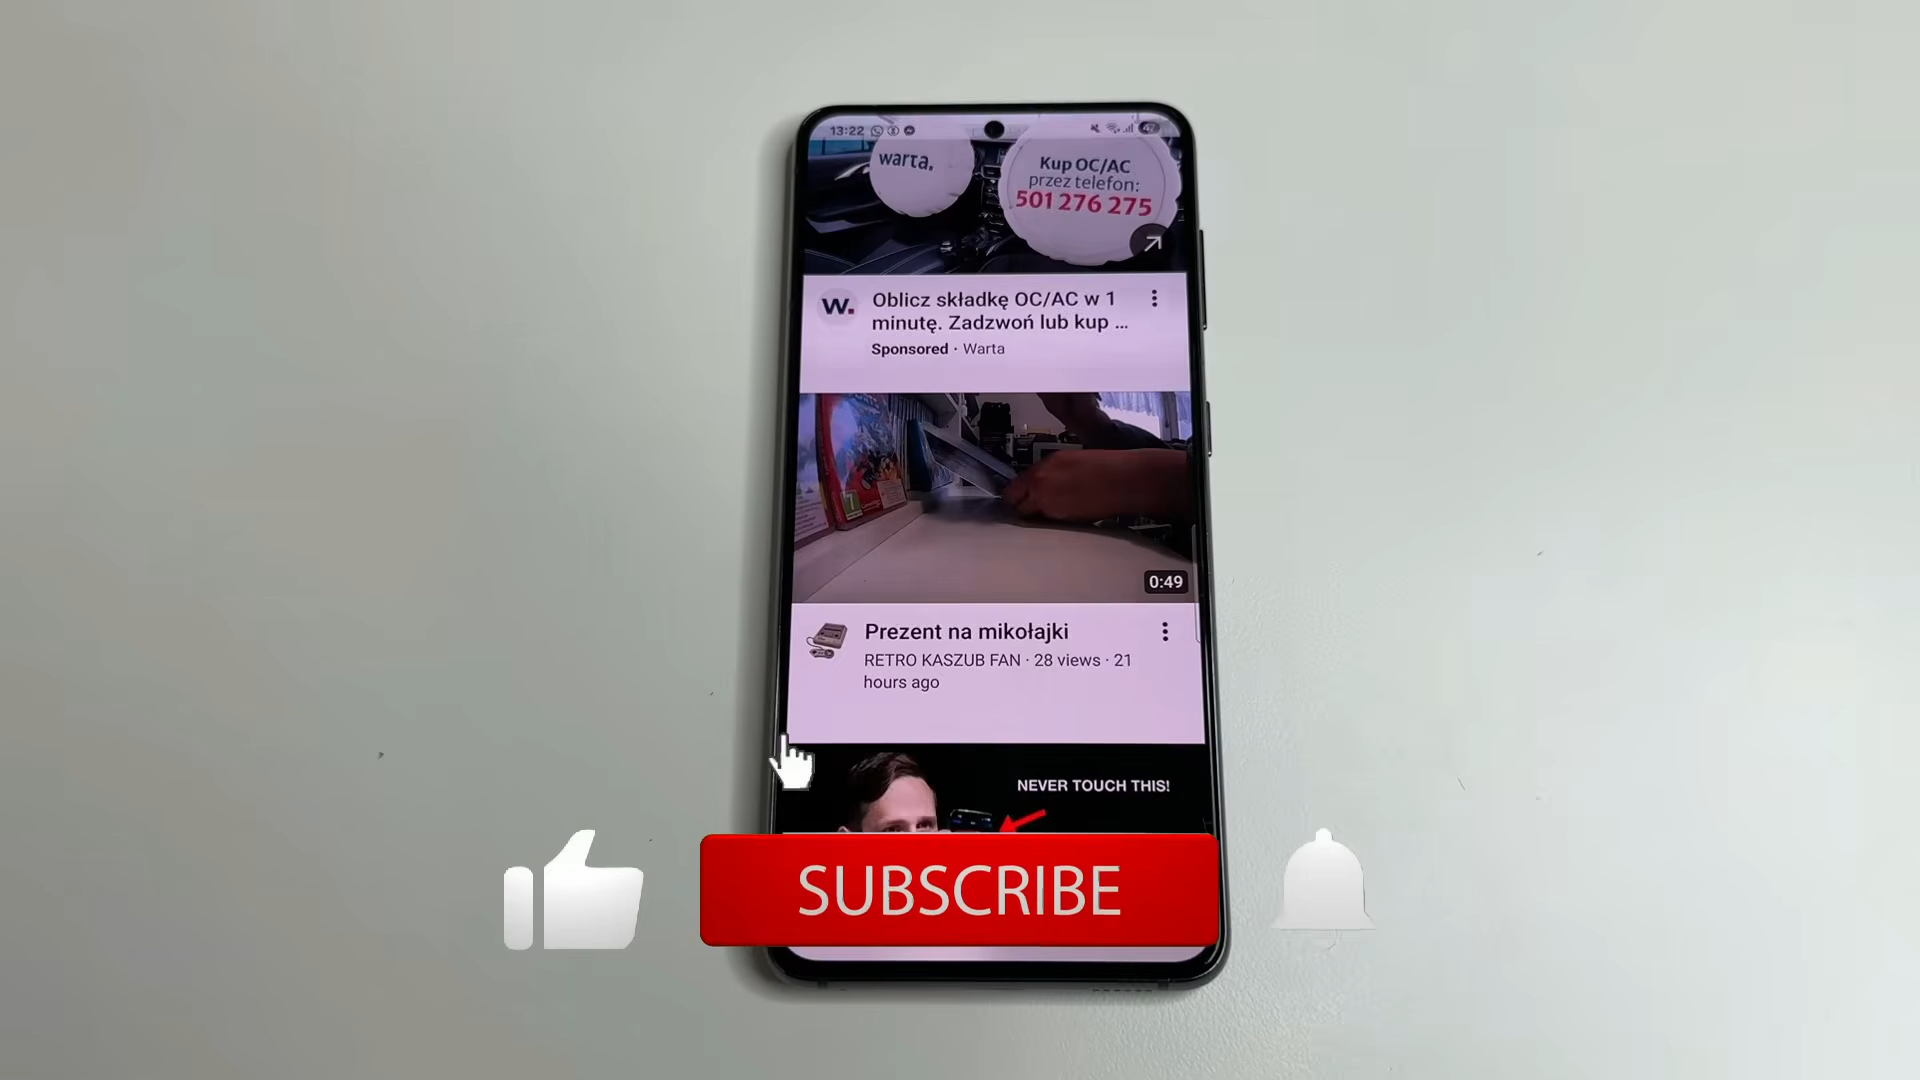 13:22
47
warta.
Kup OC/AC
przez telefon:
501 276 275
W.
Oblicz składkę OC/AC w 1
minutę. Zadzwoń lub kup ...
Sponsored · Warta
7
0:49
Prezent na mikołajki
RETRO KASZUB FAN · 28 views · 21
hours ago
NEVER TOUCH THIS!
SUBSCRIBE